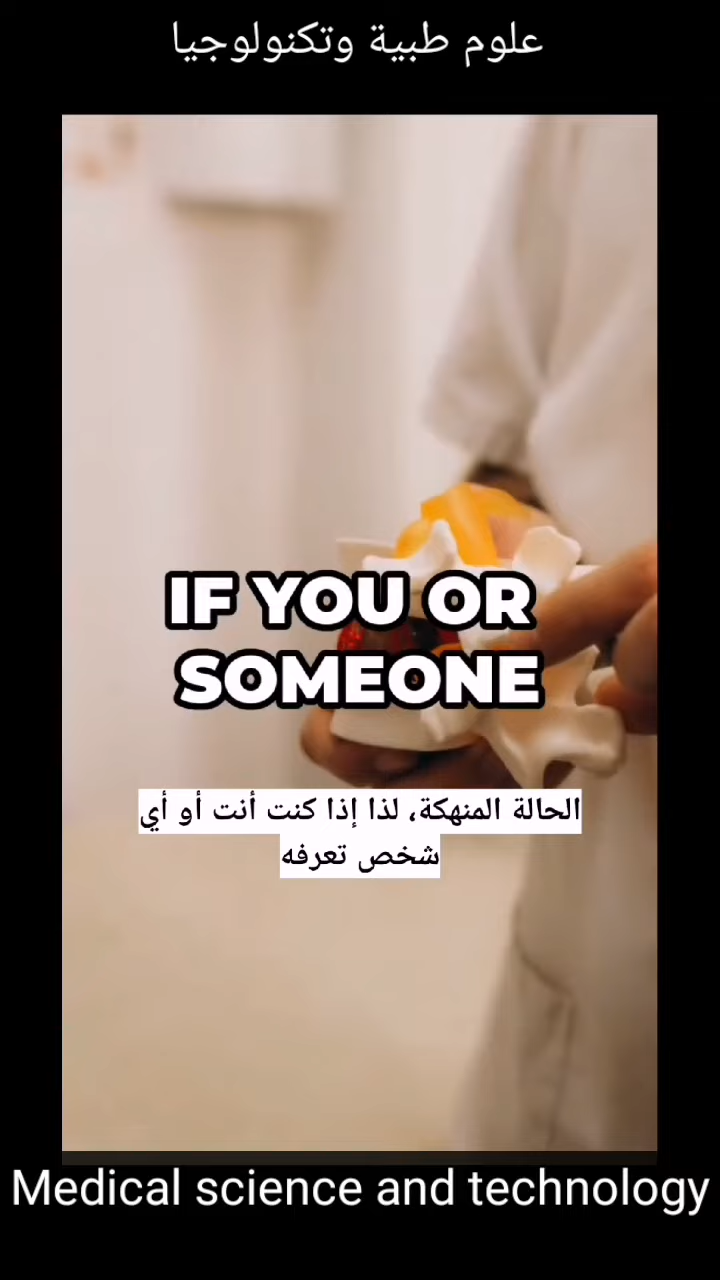 علوم طبية وتكنولوجيا
IF YOU OR
SOMEONE
الحالة المنهكة، لذا إذا كنت أنت أو أي
شخص تعرفه
Medical science and technology